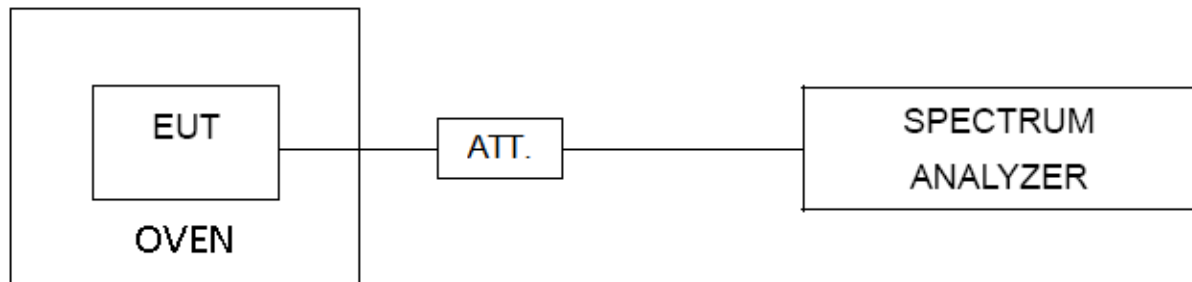 EUT
OVEN
ATT.
SPECTRUM
ANALYZER